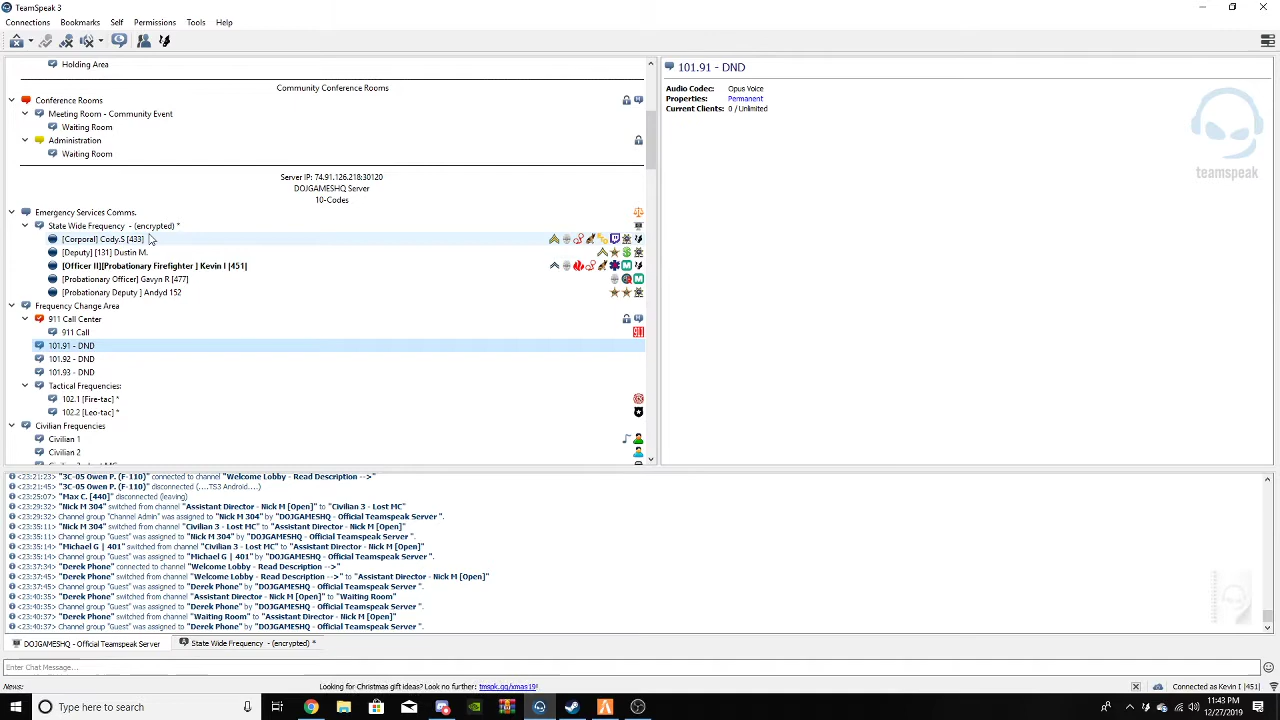 TeamSpeak 3
Connections Bookmarks Self Permissions Tools Help
Holding Area
Community Conference Rooms
Conference Rooms
Meeting Room - Community Event
Waiting Room
Administration
Waiting Room
Server IP: 74.91.126.218:30120
DOJGAMESHQ Server
10-Codes
Emergency Services Comms.
State Wide Frequency - (encrypted) *
[Corporal] Cody.S [433]
[Deputy] [131] Dustin M.
[Officer II][Probationary Firefighter ] Kevin I |451|
[Probationary Officer] Gavyn R [477]
[Probationary Deputy ] Andyd 152
Frequency Change Area
911 Call Center
911 Call
101.91 - DND
101.92 - DND
101.93 - DND
Tactical Frequencies:
102.1 [Fire-tac] *
102.2 [Leo-tac] *
Civilian Frequencies
Civilian 1
Civilian 2
Civilian 3 - Lost MC
101.91 - DND
Audio Codec: Opus Voice
Properties: Permanent
Current Clients: 0 / Unlimited
teamspeak
<23:21:23> "3C-05 Owen P. (F-110)" connected to channel "Welcome Lobby - Read Description -->"
<23:21:45> "3C-05 Owen P. (F-110)" disconnected (....TS3 Android....)
<23:25:07> "Max C. [440]" disconnected (leaving)
<23:29:32> "Nick M 304" switched from channel "Assistant Director - Nick M [Open]" to "Civilian 3 - Lost MC"
<23:29:32> Channel group "Channel Admin" was assigned to "Nick M 304" by "DOJGAMESHQ - Official Teamspeak Server ".
<23:35:11> "Nick M 304" switched from channel "Civilian 3 - Lost MC" to "Assistant Director - Nick M [Open]"
<23:35:11> Channel group "Guest" was assigned to "Nick M 304" by "DOJGAMESHQ - Official Teamspeak Server ".
<23:35:14> "Michael G | 401" switched from channel "Civilian 3 - Lost MC" to "Assistant Director - Nick M [Open]"
<23:35:14> Channel group "Guest" was assigned to "Michael G | 401" by "DOJGAMESHQ - Official Teamspeak Server ".
<23:37:34> "Derek Phone" connected to channel "Welcome Lobby - Read Description -->"
<23:37:45> "Derek Phone" switched from channel "Welcome Lobby - Read Description -->" to "Assistant Director - Nick M [Open]"
<23:37:45> Channel group "Guest" was assigned to "Derek Phone" by "DOJGAMESHQ - Official Teamspeak Server ".
<23:40:35> "Derek Phone" switched from channel "Assistant Director - Nick M [Open]" to "Waiting Room"
<23:40:35> Channel group "Guest" was assigned to "Derek Phone" by "DOJGAMESHQ - Official Teamspeak Server ".
<23:40:37> "Derek Phone" switched from channel "Waiting Room" to "Assistant Director - Nick M [Open]"
<23:40:37> Channel group "Guest" was assigned to "Derek Phone" by "DOJGAMESHQ - Official Teamspeak Server ".
DOJGAMESHQ - Official Teamspeak Server State Wide Frequency - (encrypted) *
Enter Chat Message...
News: Looking for Christmas gift ideas? Look no further: tmspk.gg/xmas19! Connected as Kevin I |451|
Type here to search
11:43 PM
12/27/2019